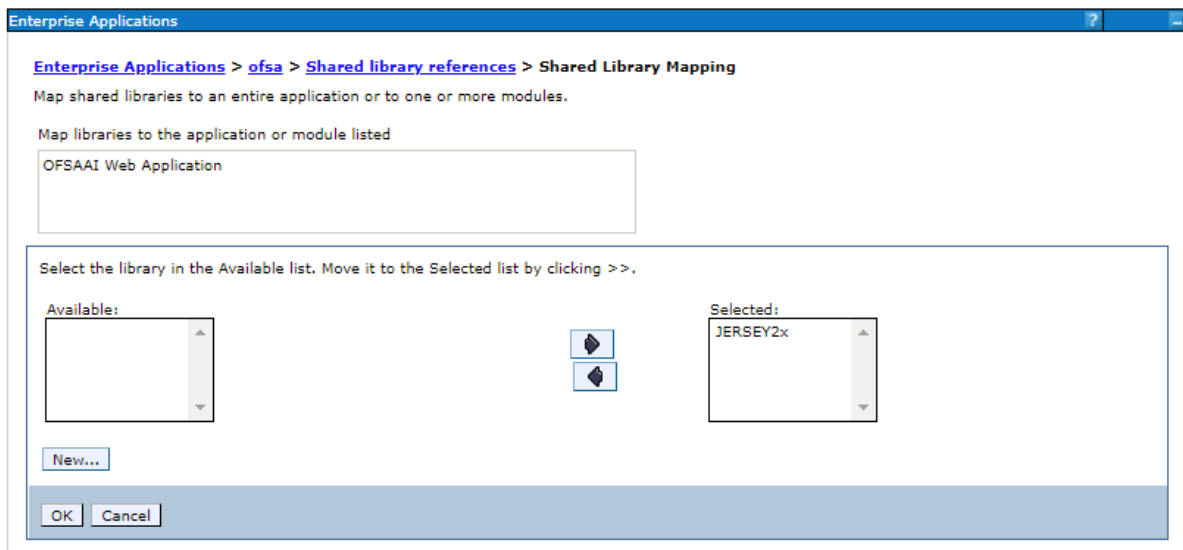 Enterprise Applications ? –
Enterprise Applications > ofsa > Shared library references > Shared Library Mapping
Map shared libraries to an entire application or to one or more modules.
Map libraries to the application or module listed
OFSAAI Web Application
Select the library in the Available list. Move it to the Selected list by clicking >>.
Available: Selected:
JERSEY2x
New...
OK Cancel